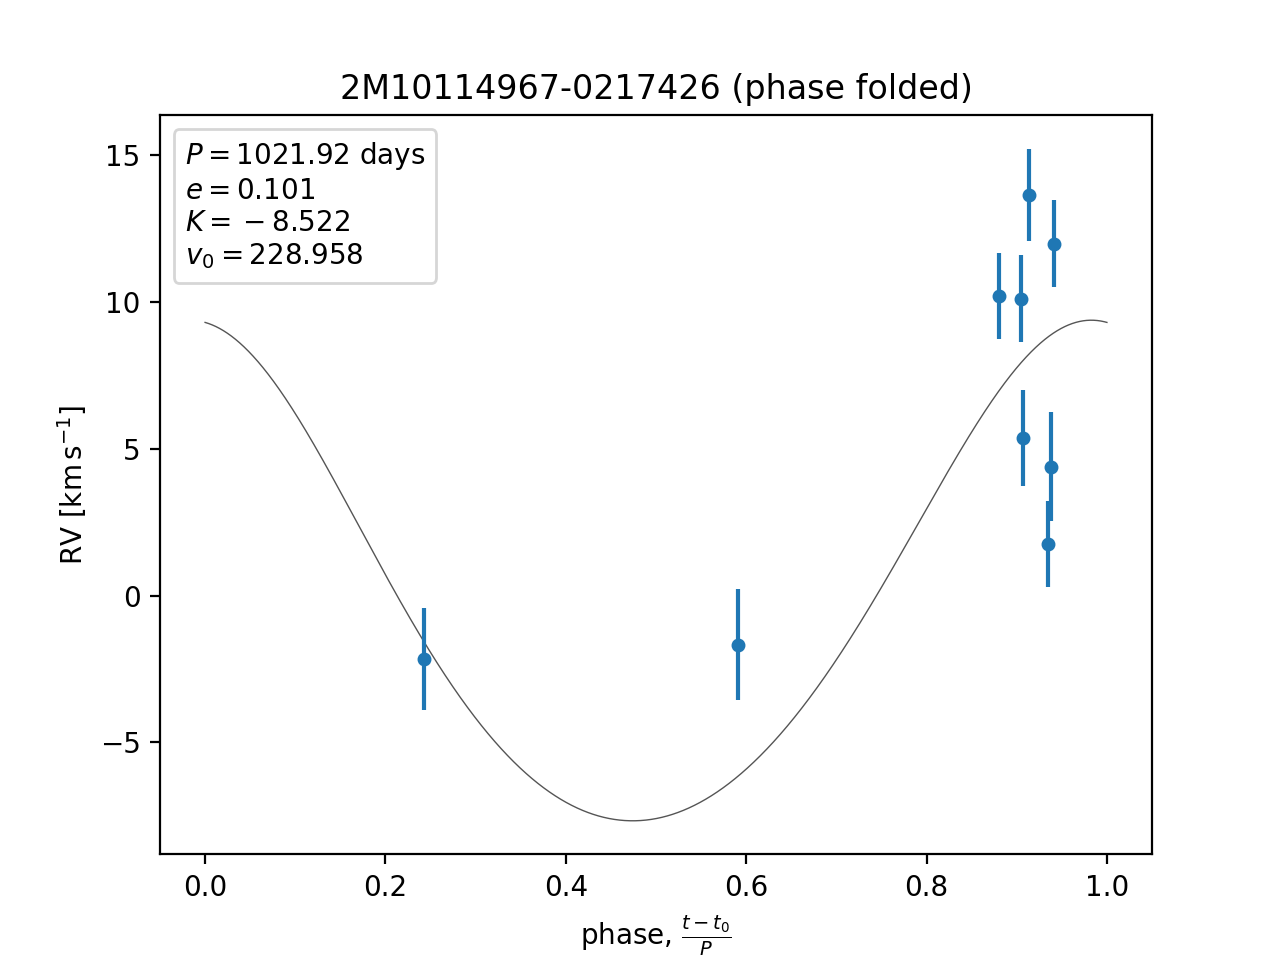 2M10114967-0217426 (phase folded)
P = 1021.92 days
e = 0.101
K = −8.522
v₀ = 228.958
15
10
5
0
−5
RV [km s⁻¹]
0.0 0.2 0.4 0.6 0.8 1.0
phase, (t − t₀)/P